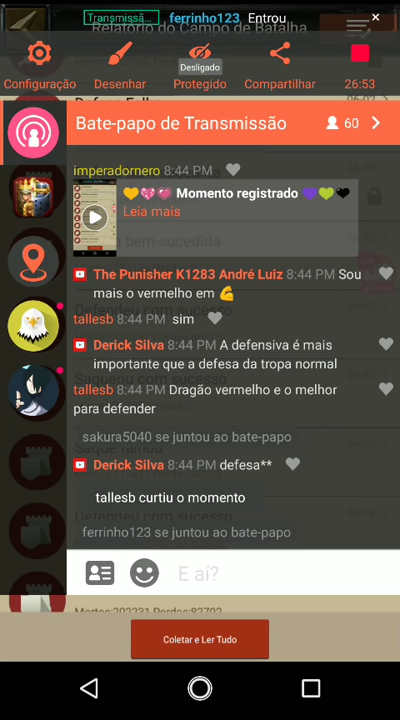 Transmissã... ferrinho123 Entrou ×
Relatório do Campo de Batalha
Configuração Desenhar Desligado Protegido Compartilhar 26:53
Bate-papo de Transmissão 60
imperadornero 8:44 PM
💛💖💗 Momento registrado 💜💚🖤
Leia mais
The Punisher K1283 André Luiz 8:44 PM Sou
mais o vermelho em 💪
tallesb 8:44 PM sim
Derick Silva 8:44 PM A defensiva é mais
importante que a defesa da tropa normal
tallesb 8:44 PM Dragão vermelho e o melhor
para defender
sakura5040 se juntou ao bate-papo
Derick Silva 8:44 PM defesa**
tallesb curtiu o momento
ferrinho123 se juntou ao bate-papo
E aí?
Mortes:202231 Perdas:82702
Coletar e Ler Tudo